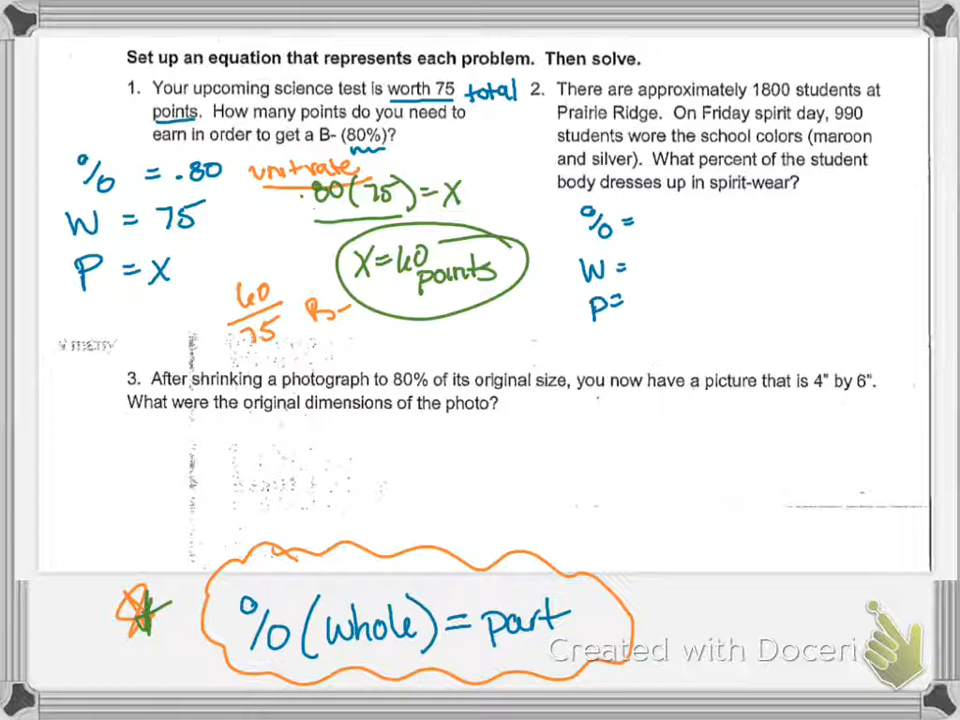 Set up an equation that represents each problem. Then solve.
1. Your upcoming science test is worth 75 total
points. How many points do you need to
earn in order to get a B- (80%)?
% = .80 unit rate
.80(75) = X
W = 75
P = X
X = 60
points
60
75
B-
2. There are approximately 1800 students at
Prairie Ridge. On Friday spirit day, 990
students wore the school colors (maroon
and silver). What percent of the student
body dresses up in spirit-wear?
% =
W =
P =
3. After shrinking a photograph to 80% of its original size, you now have a picture that is 4" by 6".
What were the original dimensions of the photo?
% (whole) = part
Created with Doceri